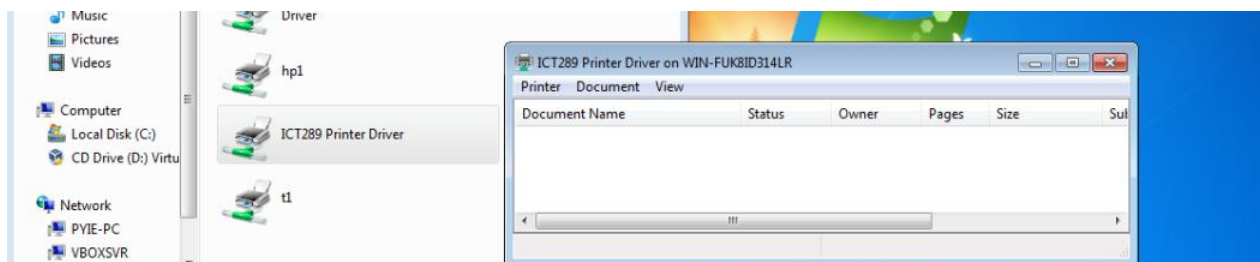 Music
Pictures
Videos
Computer
Local Disk (C:)
CD Drive (D:) Virtu
Network
PYIE-PC
VBOXSVR
Driver
hp1
ICT289 Printer Driver
t1
ICT289 Printer Driver on WIN-FUK8ID314LR
Printer Document View
Document Name Status Owner Pages Size Sub